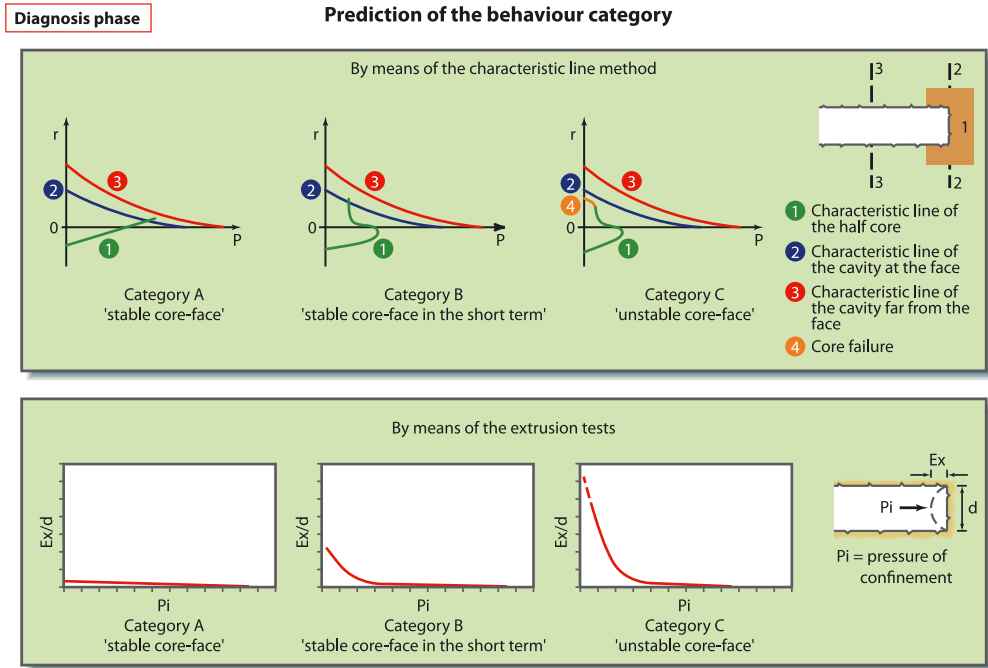 Diagnosis phase
Prediction of the behaviour category
By means of the characteristic line method
r
2
3
0
1
P
Category A
'stable core-face'
r
2
3
0
1
P
Category B
'stable core-face in the short term'
r
2
3
4
0
1
P
Category C
'unstable core-face'
3
2
1
3
2
1 Characteristic line of
the half core
2 Characteristic line of
the cavity at the face
3 Characteristic line of
the cavity far from the
face
4 Core failure
By means of the extrusion tests
Ex/d
Pi
Category A
'stable core-face'
Ex/d
Pi
Category B
'stable core-face in the short term'
Ex/d
Pi
Category C
'unstable core-face'
Ex
Pi
d
Pi = pressure of
confinement